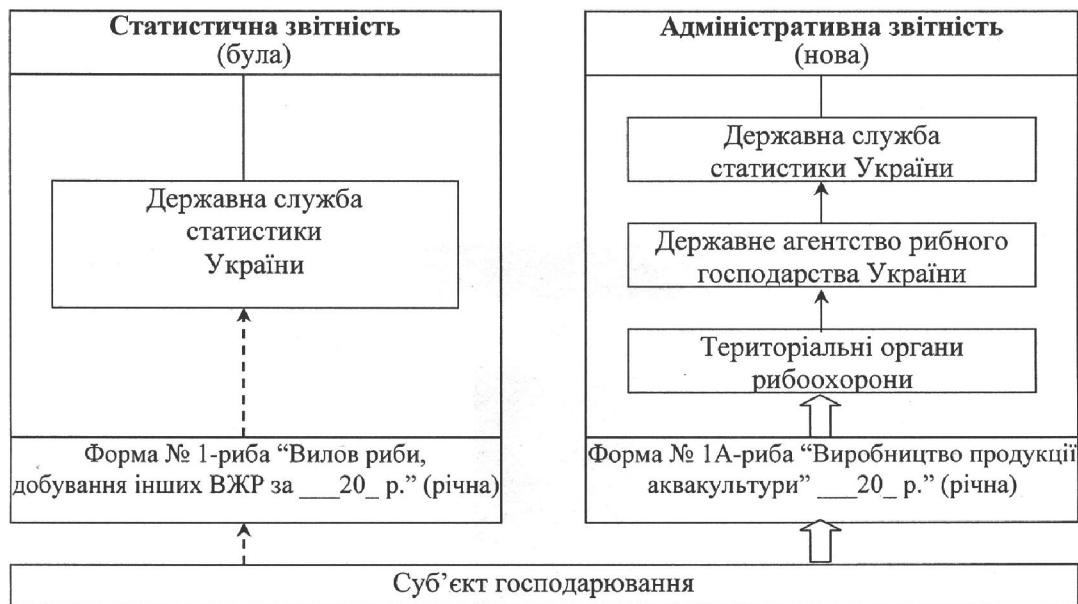 Статистична звітність
(була)
Державна служба
статистики
України
Форма № 1-риба “Вилов риби,
добування інших ВЖР за ___20_ р.” (річна)
Адміністративна звітність
(нова)
Державна служба
статистики України
Державне агентство рибного
господарства України
Територіальні органи
рибоохорони
Форма № 1А-риба “Виробництво продукції
аквакультури” ___20_ р.” (річна)
Суб’єкт господарювання